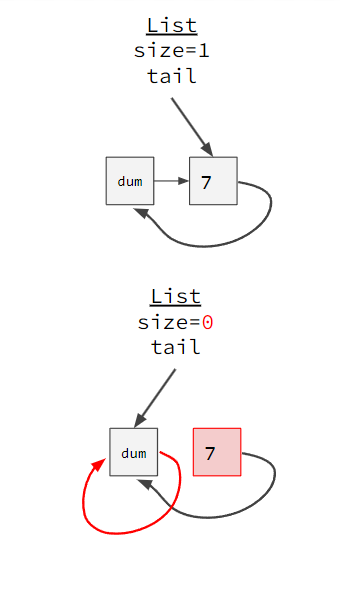 List
size=1
tail
dum
7
List
size=0
tail
dum
7